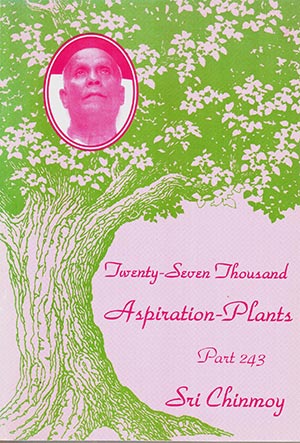 Twenty-Seven Thousand
Aspiration-Plants
Part 243
Sri Chinmoy